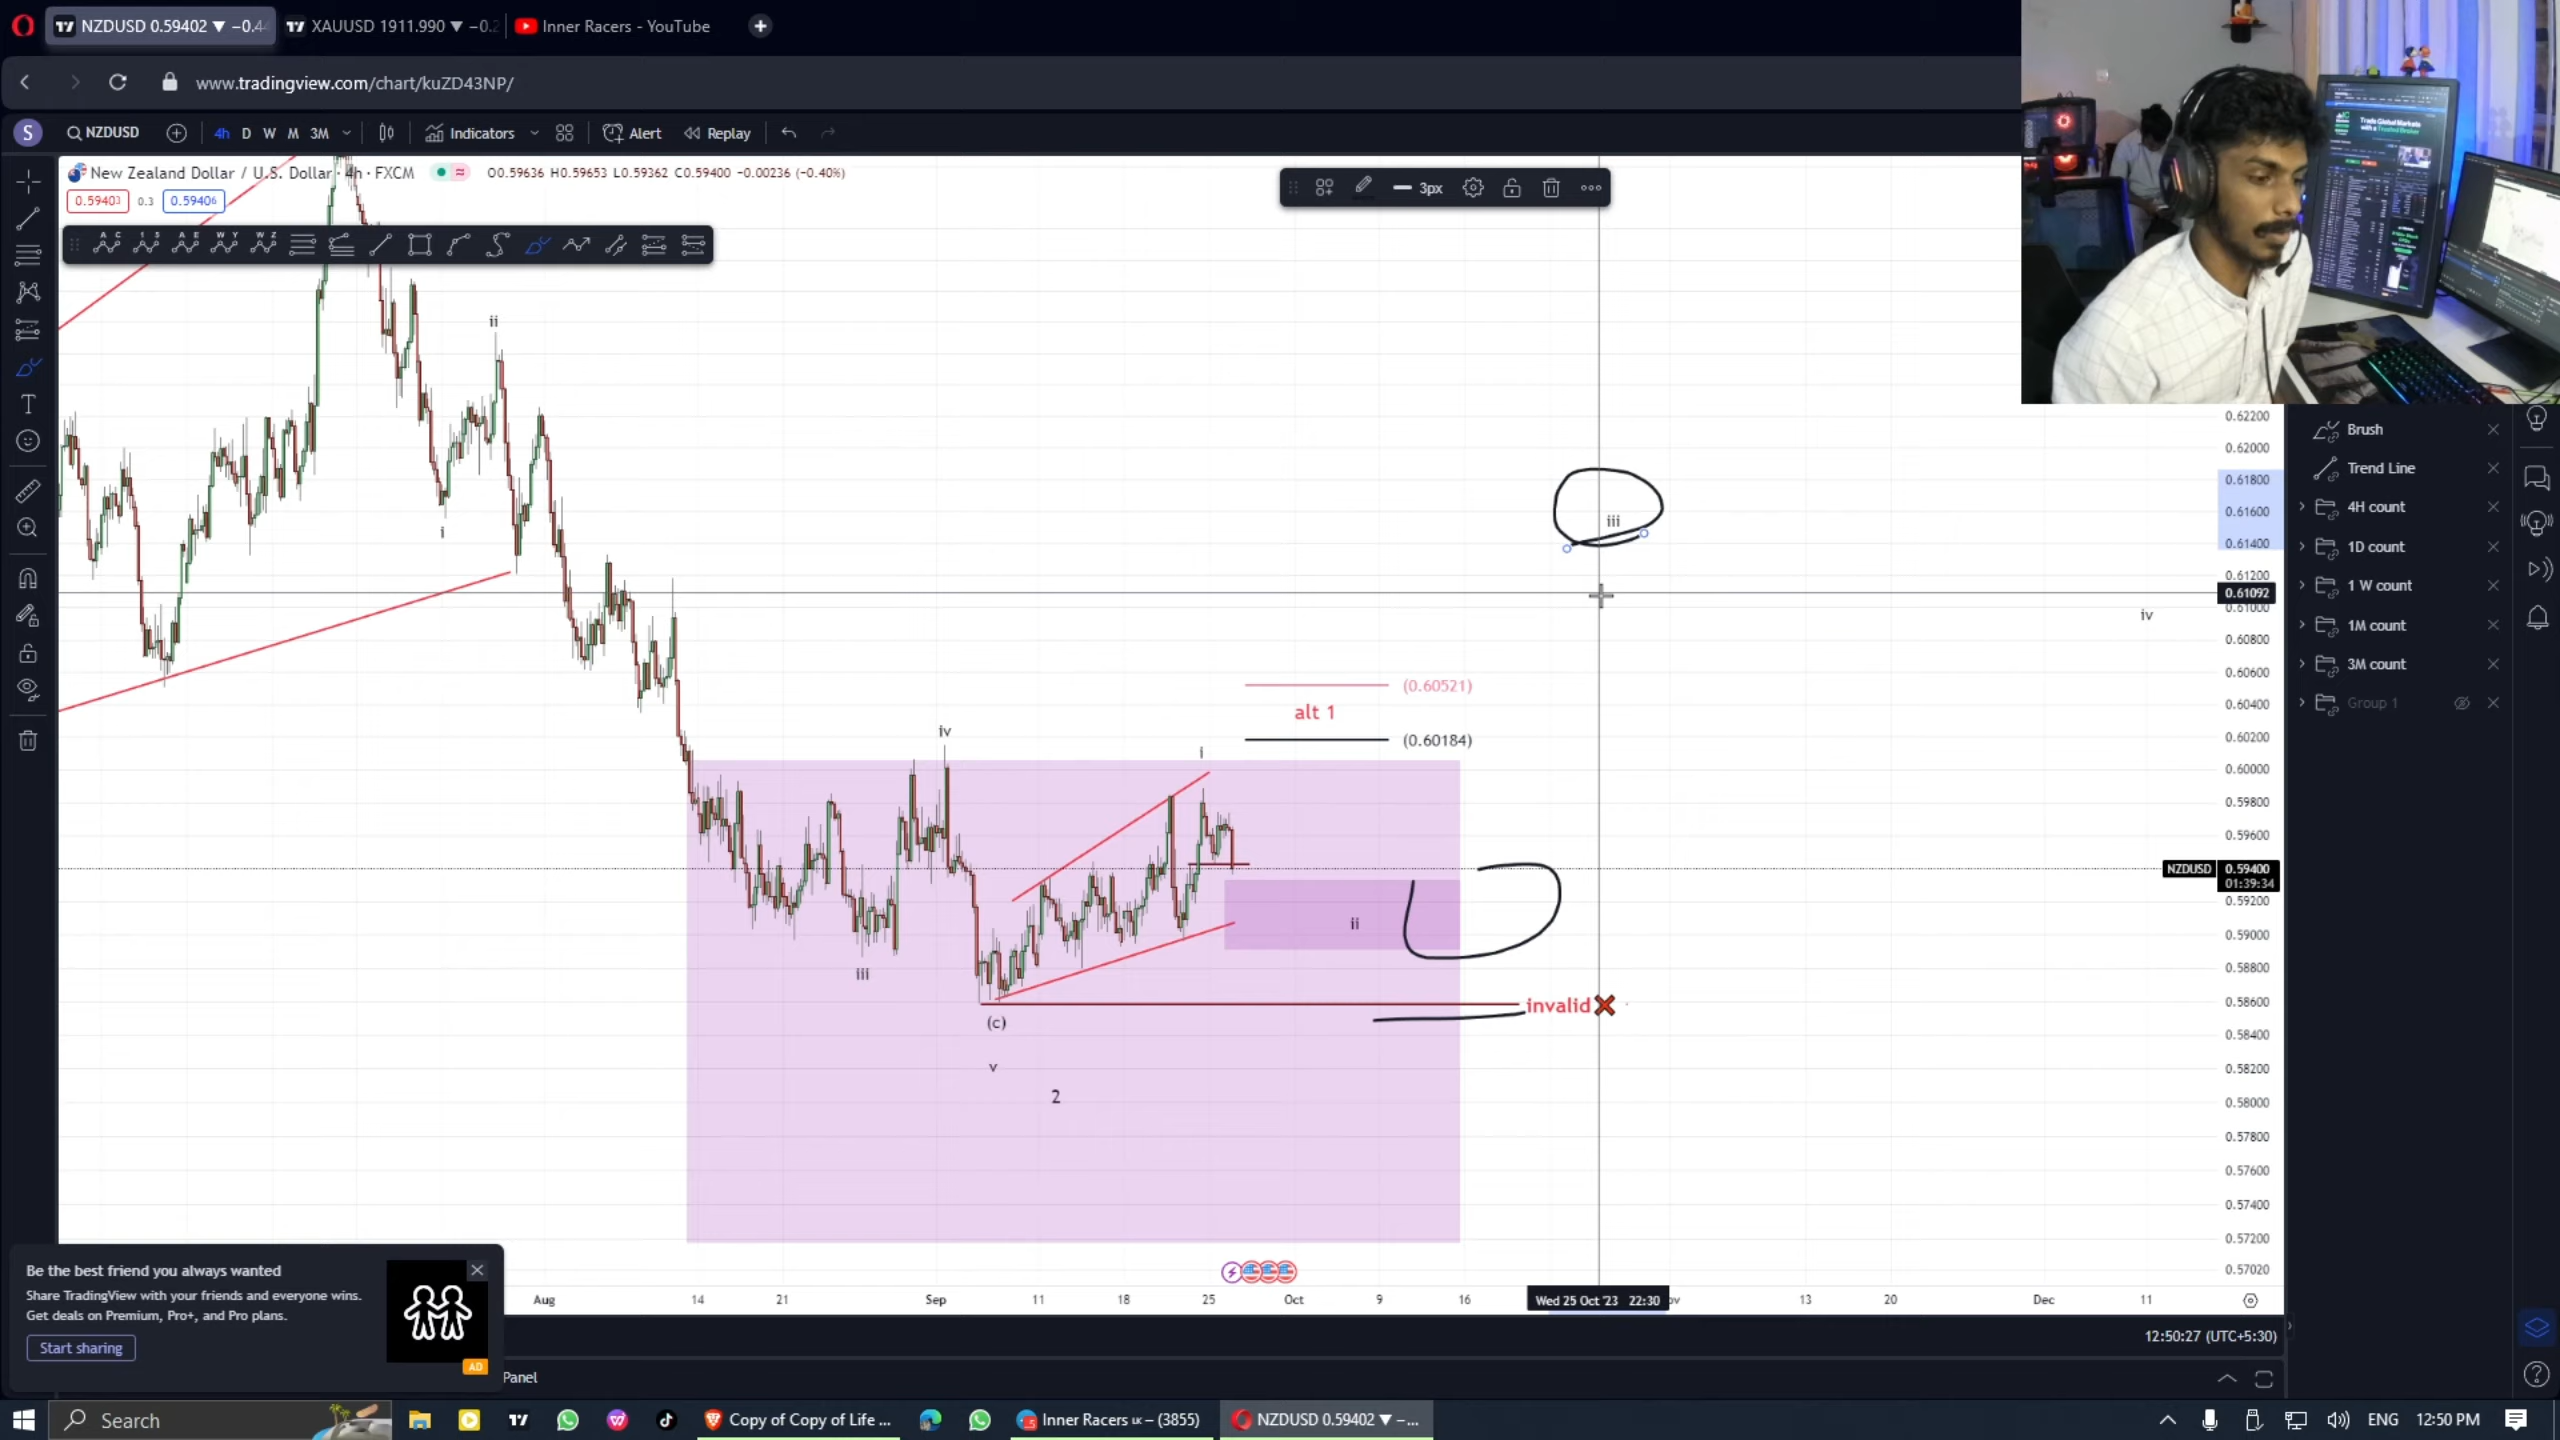 NZDUSD 0.59402 ▼ −0.4
XAUUSD 1911.990 ▼ −0.2
Inner Racers - YouTube
www.tradingview.com/chart/kuZD43NP/
S
NZDUSD
4h D W M 3M
Indicators
Alert
Replay
New Zealand Dollar / U.S. Dollar · 4h · FXCM
O0.59636 H0.59653 L0.59362 C0.59400 −0.00236 (−0.40%)
0.59403 0.3 0.59406
3px
ii
i
iii
iv
iv
i
(0.60521)
alt 1
(0.60184)
ii
iii
invalid
(c)
v
2
0.62200
0.62000
0.61800
0.61600
0.61400
0.61200
0.61092
0.61000
0.60800
0.60600
0.60400
0.60200
0.60000
0.59800
0.59600
NZDUSD 0.59400
01:39:34
0.59200
0.59000
0.58800
0.58600
0.58400
0.58200
0.58000
0.57800
0.57600
0.57400
0.57200
0.57020
Brush
Trend Line
4H count
1D count
1 W count
1M count
3M count
Group 1
Aug 14 21 Sep 11 18 25 Oct 9 16 Wed 25 Oct '23 22:30 ov 13 20 Dec 11
12:50:27 (UTC+5:30)
Be the best friend you always wanted
Share TradingView with your friends and everyone wins.
Get deals on Premium, Pro+, and Pro plans.
Start sharing
AD
Panel
Search
Copy of Copy of Life ...
Inner Racers LK – (3855)
NZDUSD 0.59402 ▼ −...
ENG 12:50 PM